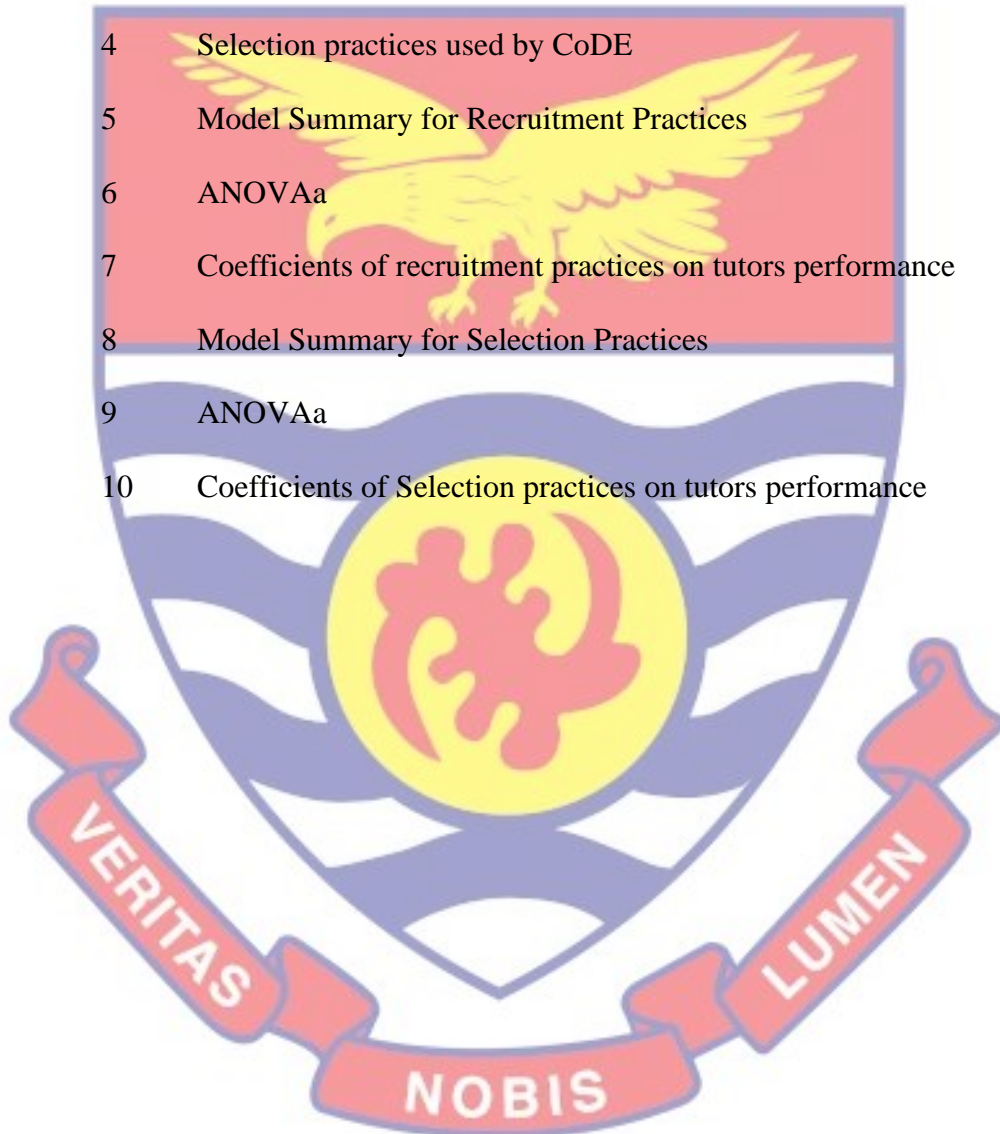 4 Selection practices used by CoDE
5 Model Summary for Recruitment Practices
6 ANOVAa
7 Coefficients of recruitment practices on tutors performance
8 Model Summary for Selection Practices
9 ANOVAa
10 Coefficients of Selection practices on tutors performance
VERITAS
NOBIS
LUMEN